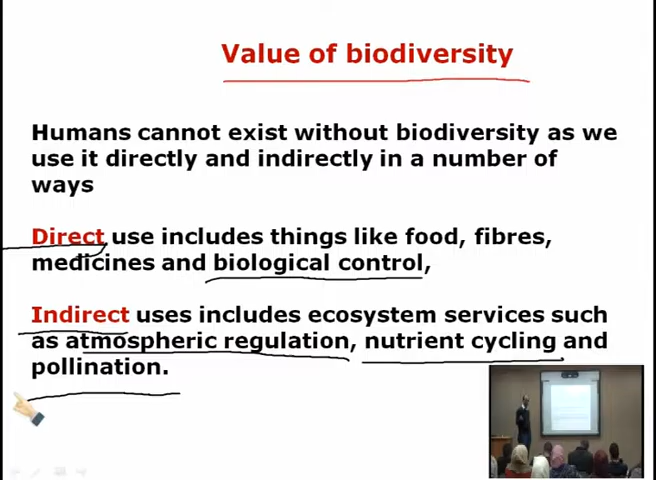 Value of biodiversity
Humans cannot exist without biodiversity as we
use it directly and indirectly in a number of
ways
Direct use includes things like food, fibres,
medicines and biological control,
Indirect uses includes ecosystem services such
as atmospheric regulation, nutrient cycling and
pollination.